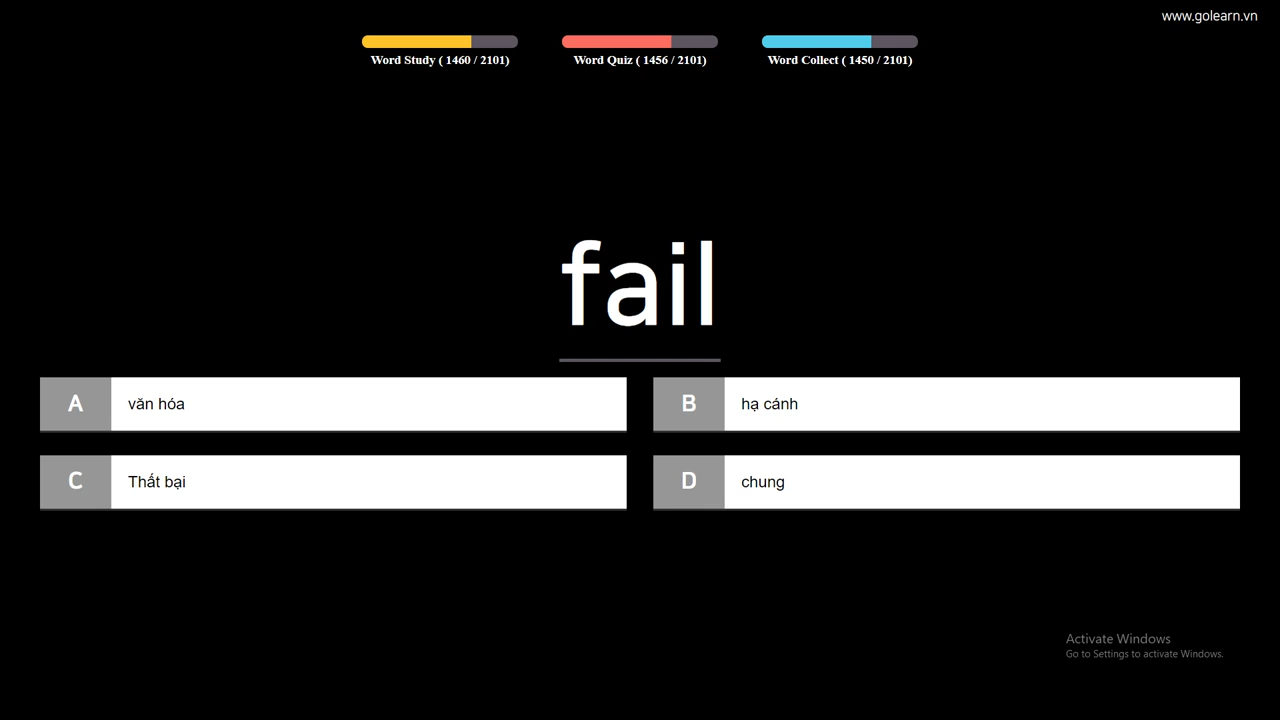 www.golearn.vn
Word Study ( 1460 / 2101)
Word Quiz ( 1456 / 2101)
Word Collect ( 1450 / 2101)
fail
A văn hóa
B hạ cánh
C Thất bại
D chung
Activate Windows
Go to Settings to activate Windows.